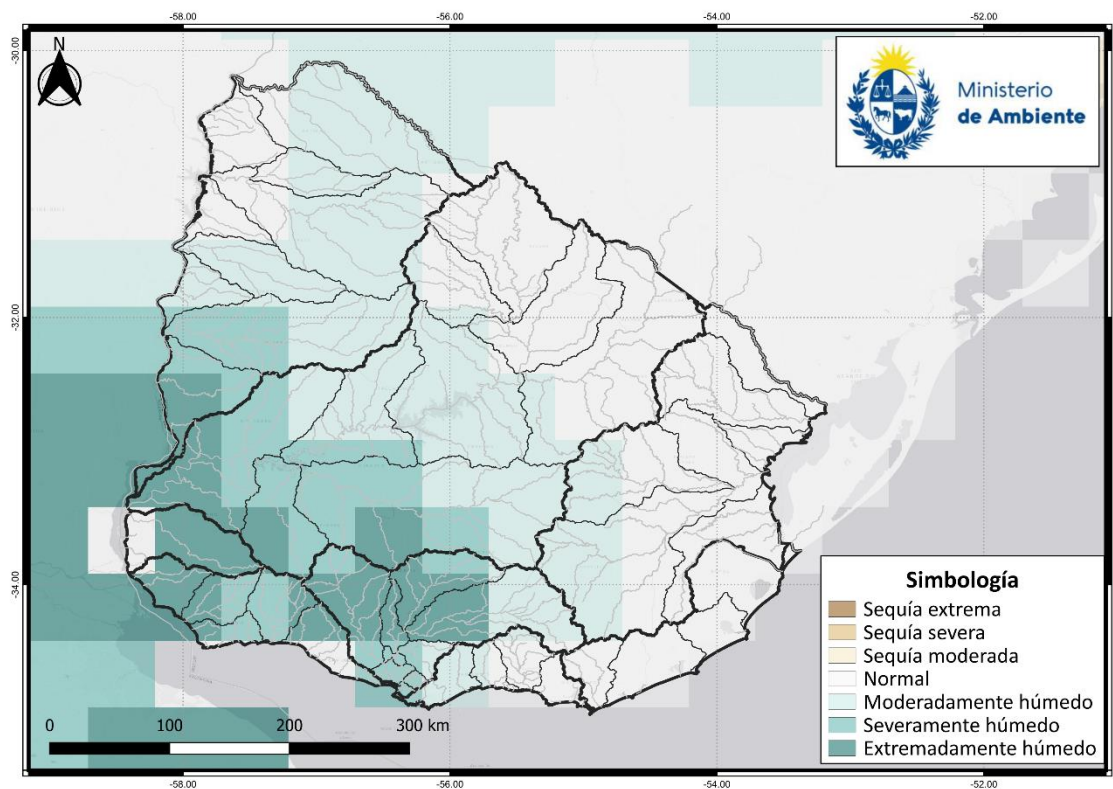 -58.00 -56.00 -54.00 -52.00
-30.00
N
Ministerio
de Ambiente
-32.00
-34.00
Simbología
Sequía extrema
Sequía severa
Sequía moderada
Normal
Moderadamente húmedo
Severamente húmedo
Extremadamente húmedo
0 100 200 300 km
-58.00 -56.00 -54.00 -52.00